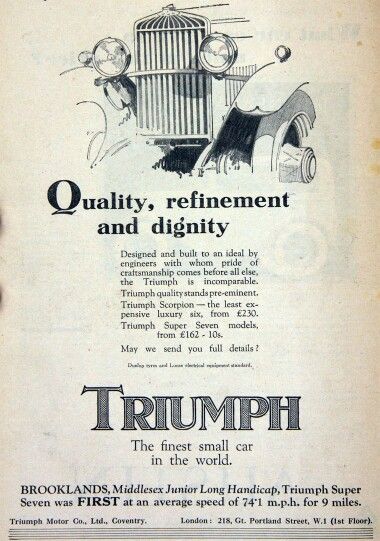 Quality, refinement
and dignity
Designed and built to an ideal by
engineers with whom pride of
craftsmanship comes before all else,
the Triumph is incomparable.
Triumph quality stands pre-eminent.
Triumph Scorpion — the least ex-
pensive luxury six, from £230.
Triumph Super Seven models,
from £162 - 10s.
May we send you full details?
Dunlop tyres and Lucas electrical equipment standard.
TRIUMPH
The finest small car
in the world.
BROOKLANDS, Middlesex Junior Long Handicap, Triumph Super
Seven was FIRST at an average speed of 74·1 m.p.h. for 9 miles.
Triumph Motor Co., Ltd., Coventry. London: 218, Gt. Portland Street, W.1 (1st Floor).